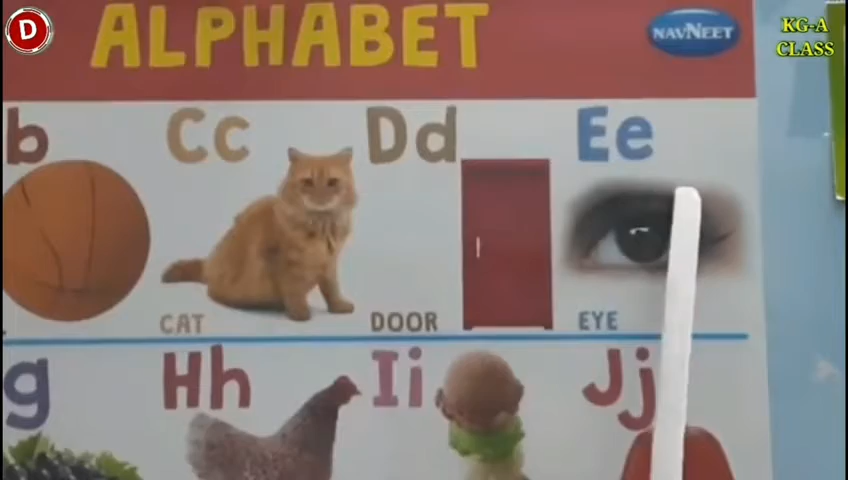 D
ALPHABET
NAVNEET
KG-A
CLASS
b
Cc
Dd
Ee
CAT
DOOR
EYE
g
Hh
Ii
Jj